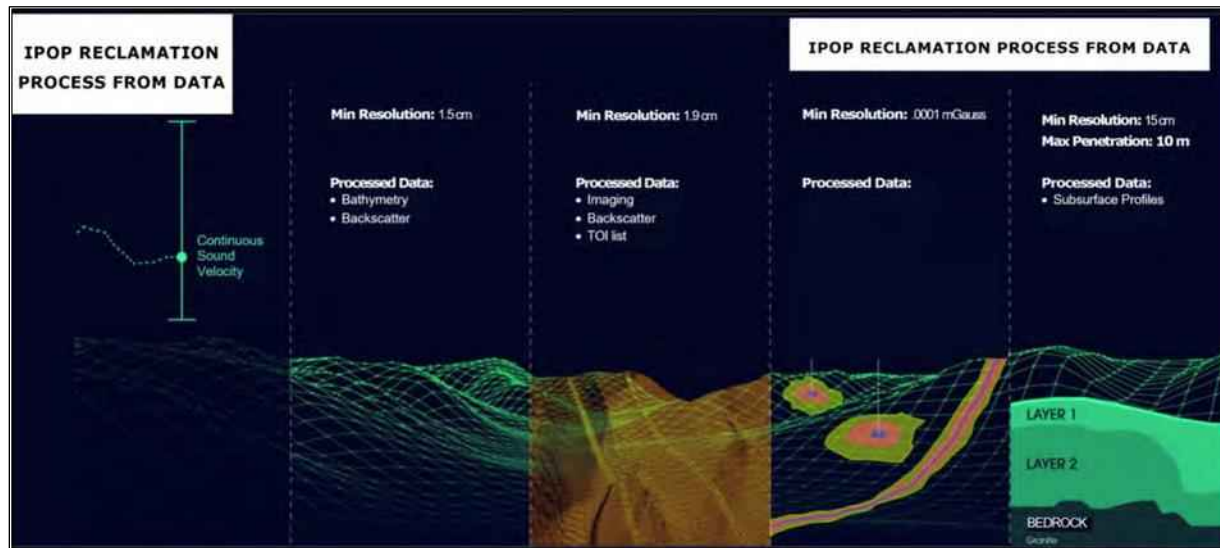 IPOP RECLAMATION
PROCESS FROM DATA
IPOP RECLAMATION PROCESS FROM DATA
Continuous
Sound
Velocity
Min Resolution: 1.5cm
Processed Data:
• Bathymetry
• Backscatter
Min Resolution: 1.9cm
Processed Data:
• Imaging
• Backscatter
• TOI list
Min Resolution: .0001 mGauss
Processed Data:
Min Resolution: 15cm
Max Penetration: 10 m
Processed Data:
• Subsurface Profiles
LAYER 1
LAYER 2
BEDROCK
Granite